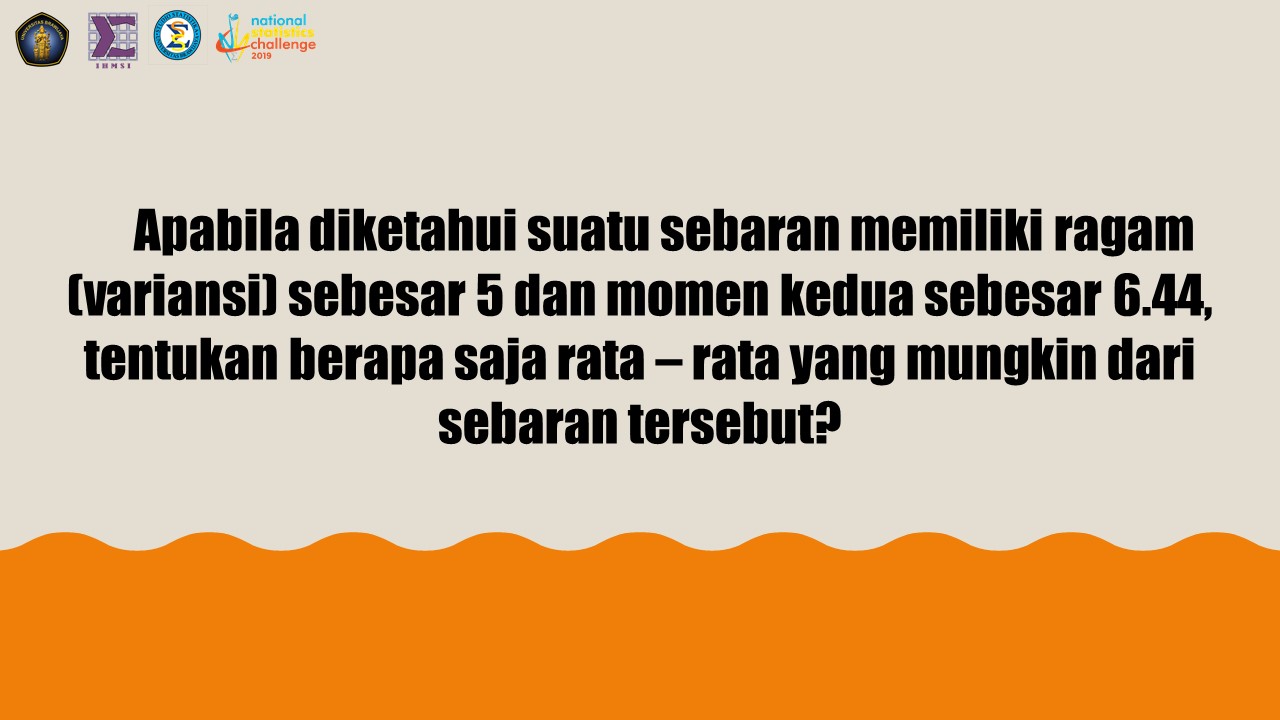 national
statistics
challenge
2019
IHMSI
Apabila diketahui suatu sebaran memiliki ragam
(variansi) sebesar 5 dan momen kedua sebesar 6.44,
tentukan berapa saja rata – rata yang mungkin dari
sebaran tersebut?